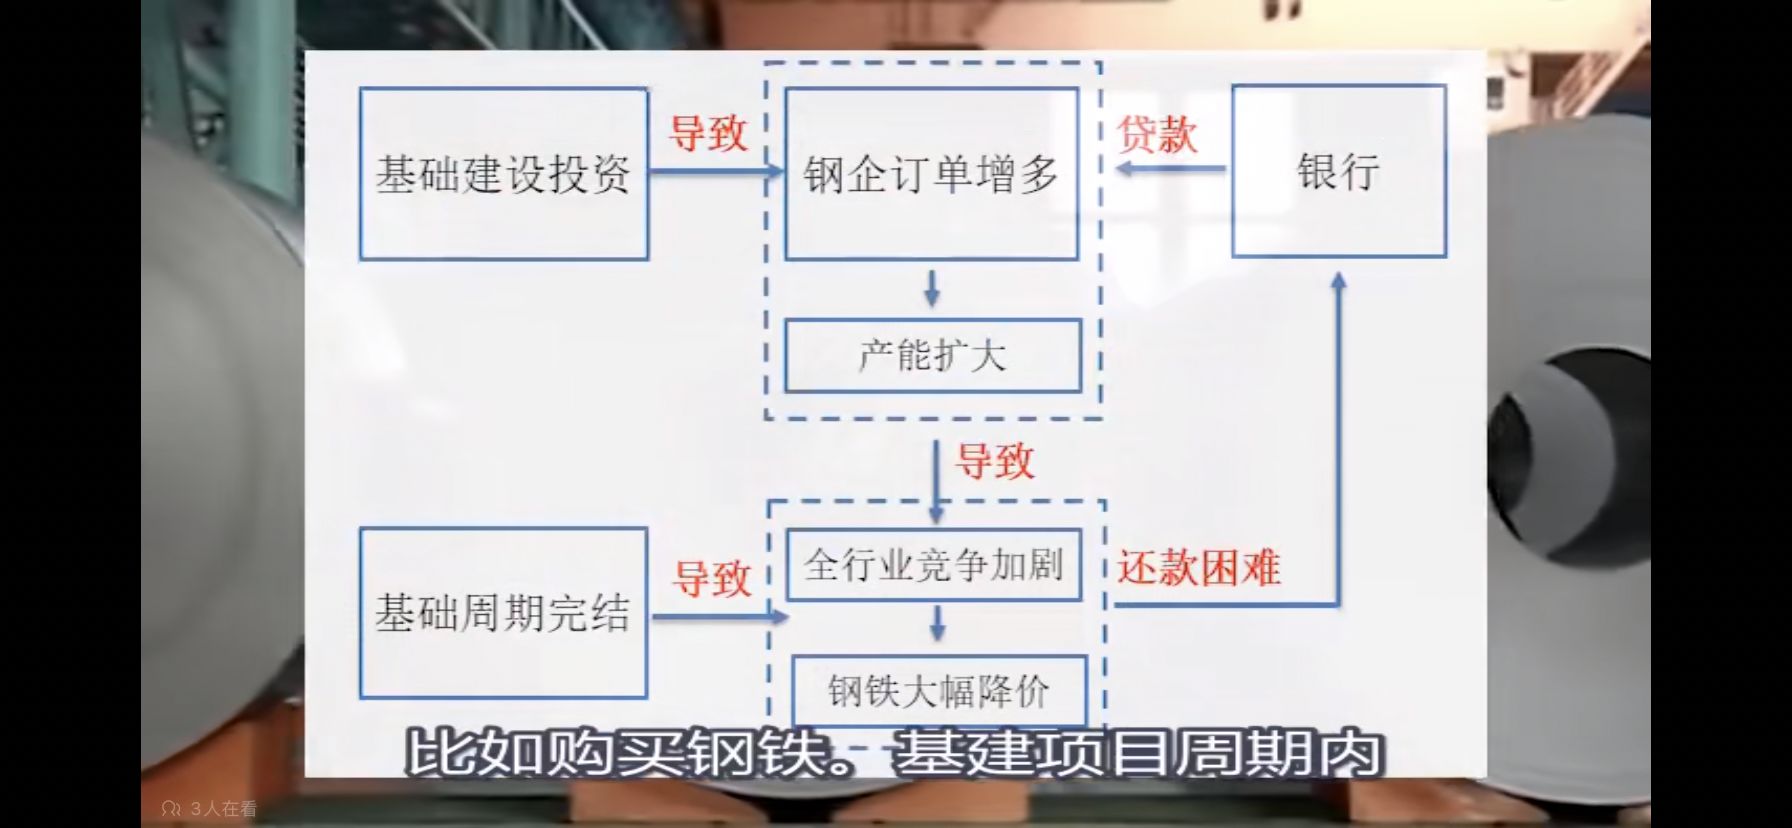 基础建设投资
导致
钢企订单增多
贷款
银行
产能扩大
导致
基础周期完结
导致
全行业竞争加剧
还款困难
钢铁大幅降价
比如购买钢铁。基建项目周期内
3人在看